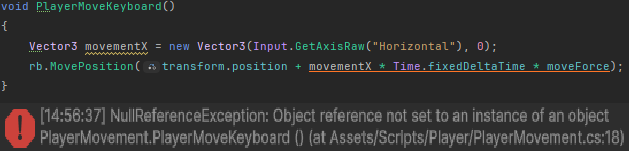 void PlayerMoveKeyboard()
{
Vector3 movementX = new Vector3(Input.GetAxisRaw("Horizontal"), 0);
rb.MovePosition(transform.position + movementX * Time.fixedDeltaTime * moveForce);
}
[14:56:37] NullReferenceException: Object reference not set to an instance of an object
PlayerMovement.PlayerMoveKeyboard () (at Assets/Scripts/Player/PlayerMovement.cs:18)